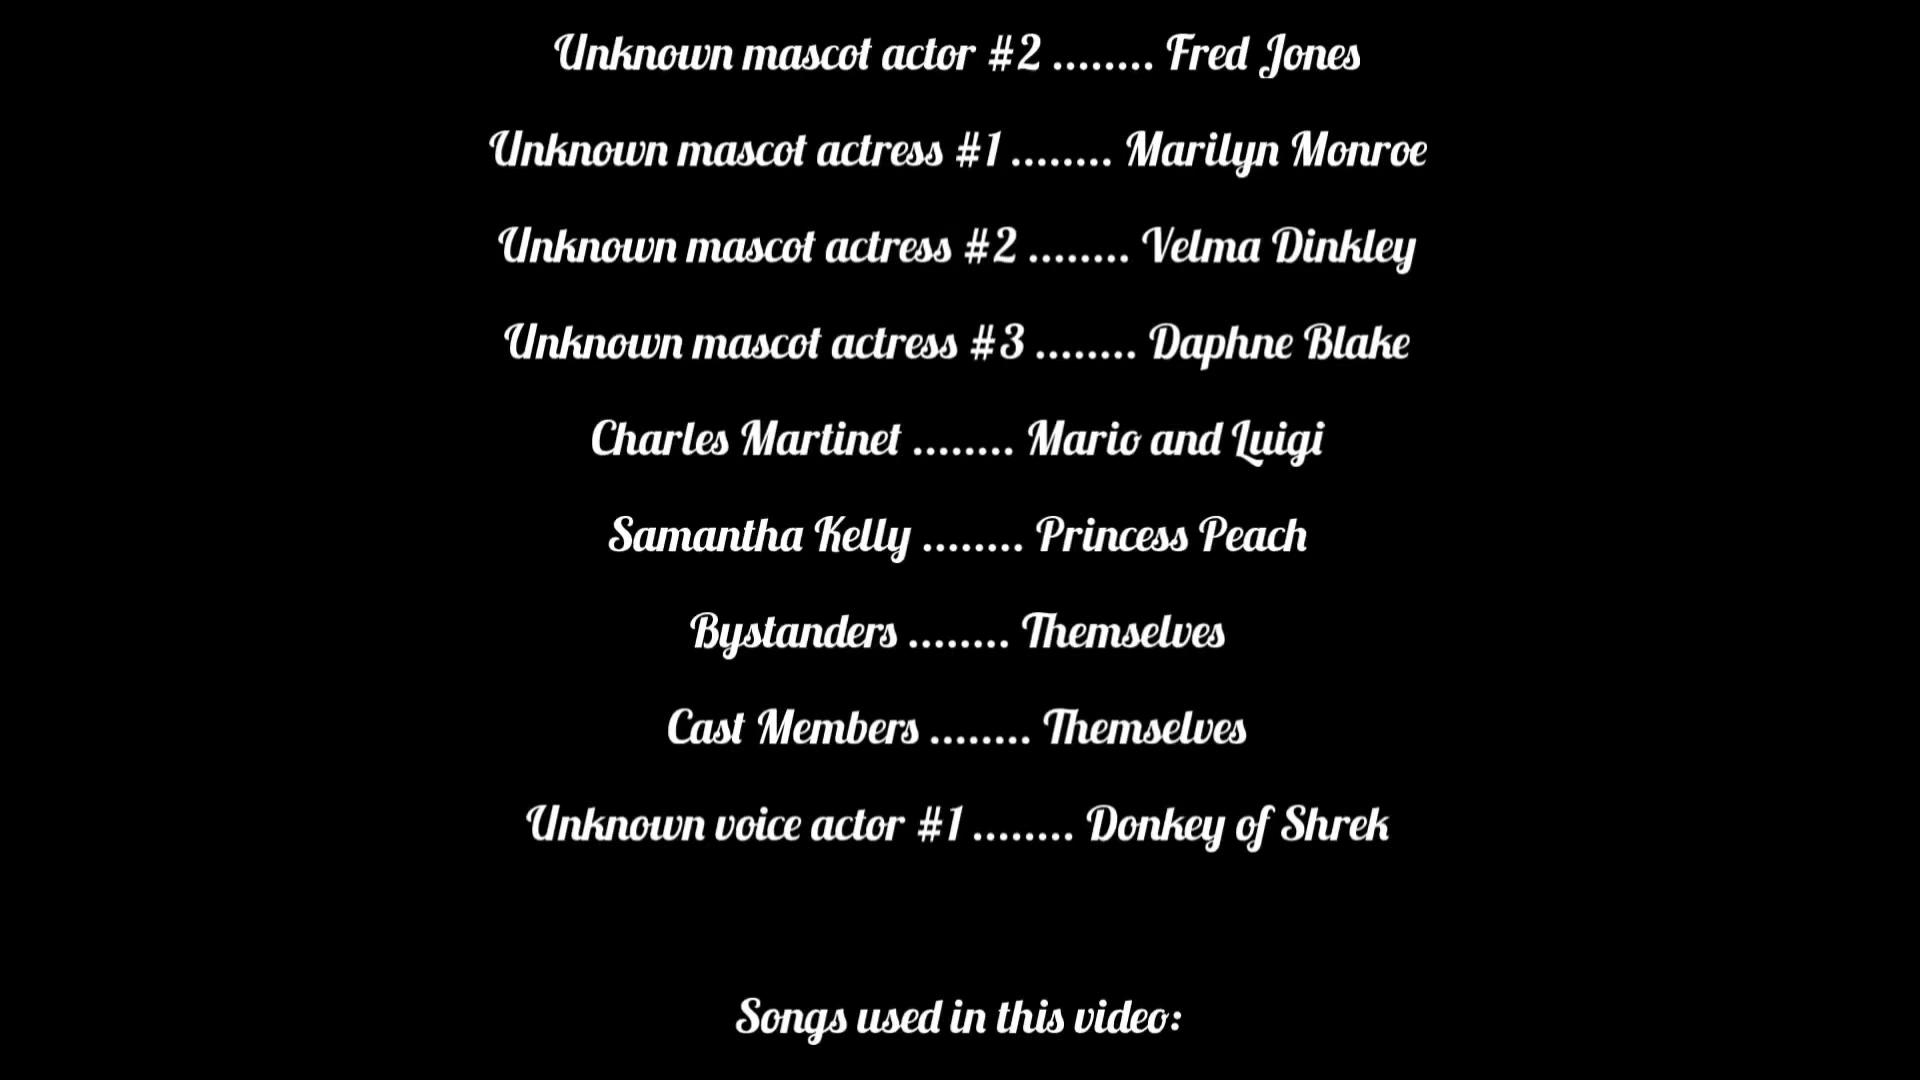 Unknown mascot actor #2 ........ Fred Jones
Unknown mascot actress #1 ........ Marilyn Monroe
Unknown mascot actress #2 ........ Velma Dinkley
Unknown mascot actress #3 ........ Daphne Blake
Charles Martinet ........ Mario and Luigi
Samantha Kelly ........ Princess Peach
Bystanders ........ Themselves
Cast Members ........ Themselves
Unknown voice actor #1 ........ Donkey of Shrek
Songs used in this video: